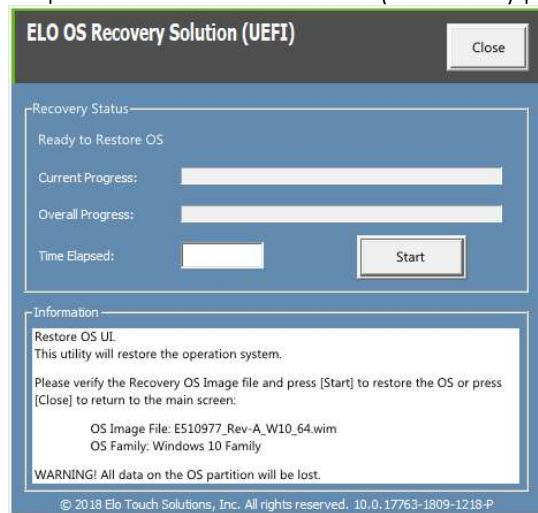 ELO OS Recovery Solution (UEFI)
Close
Recovery Status
Ready to Restore OS
Current Progress:
Overall Progress:
Time Elapsed:
Start
Information
Restore OS UI.
This utility will restore the operation system.
Please verify the Recovery OS Image file and press [Start] to restore the OS or press
[Close] to return to the main screen:
OS Image File: E510977_Rev-A_W10_64.wim
OS Family: Windows 10 Family
WARNING! All data on the OS partition will be lost.
© 2018 Elo Touch Solutions, Inc. All rights reserved. 10.0.17763-1809-1218-P